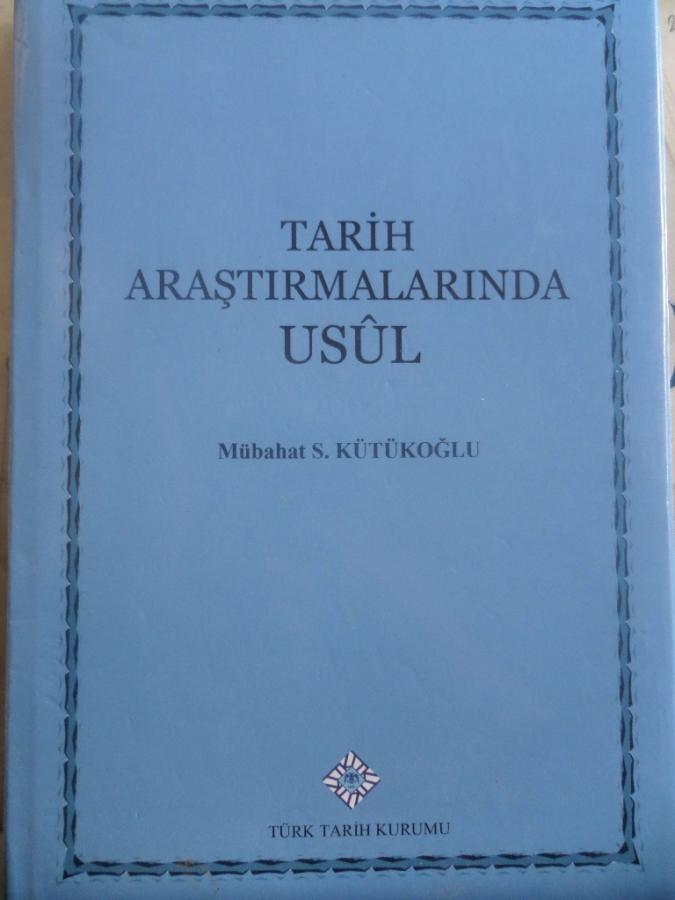 TARİH
ARAŞTIRMALARINDA
USÛL
Mübahat S. KÜTÜKOĞLU
TÜRK TARİH KURUMU